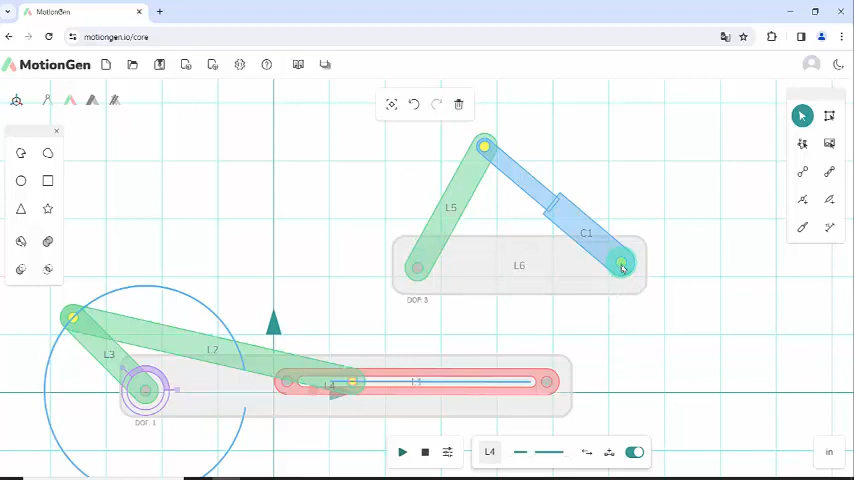 MotionGen
motiongen.io/core
MotionGen
L5
C1
L6
DOF: 3
L3
L2
L4
L1
DOF: 1
L4
in